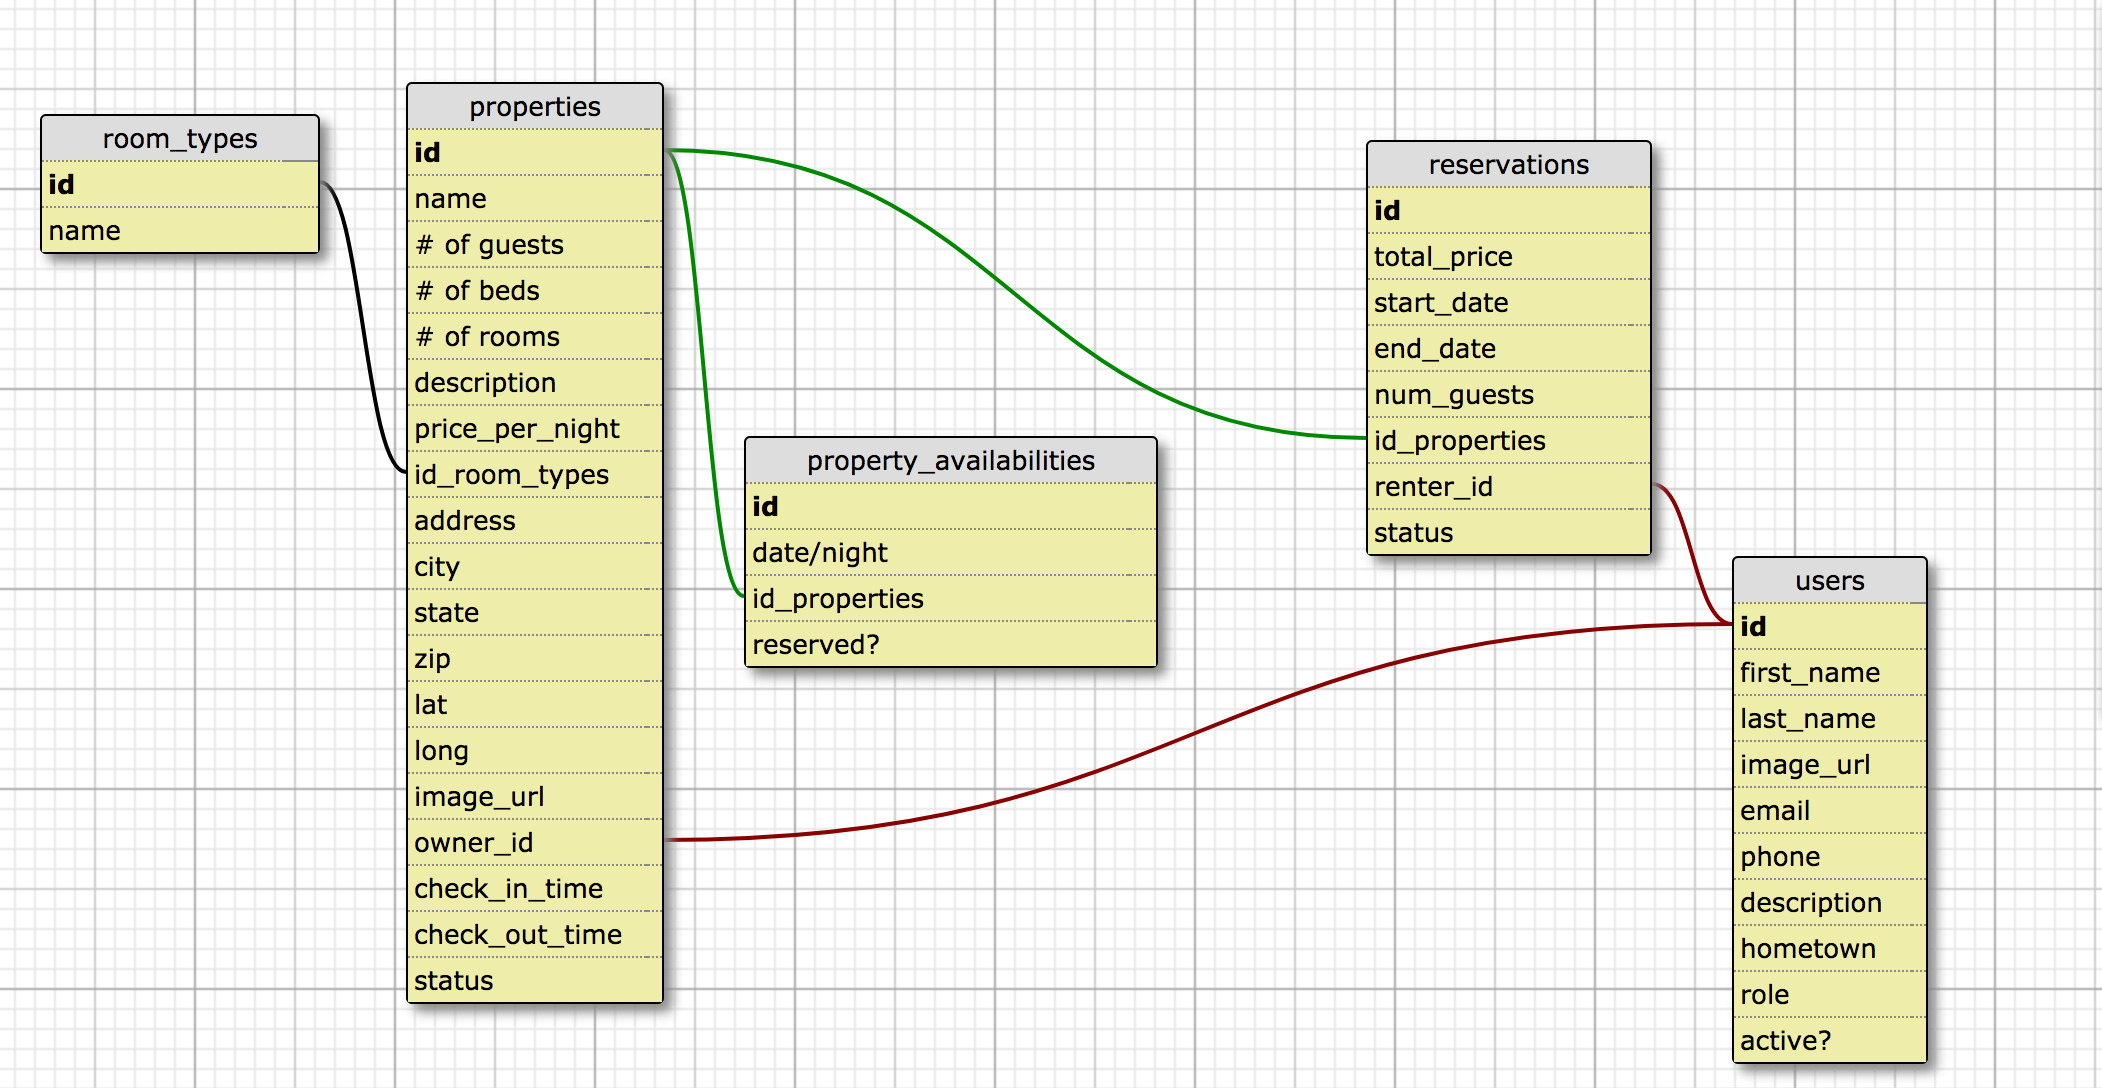 room_types
id
name
properties
id
name
# of guests
# of beds
# of rooms
description
price_per_night
id_room_types
address
city
state
zip
lat
long
image_url
owner_id
check_in_time
check_out_time
status
property_availabilities
id
date/night
id_properties
reserved?
reservations
id
total_price
start_date
end_date
num_guests
id_properties
renter_id
status
users
id
first_name
last_name
image_url
email
phone
description
hometown
role
active?